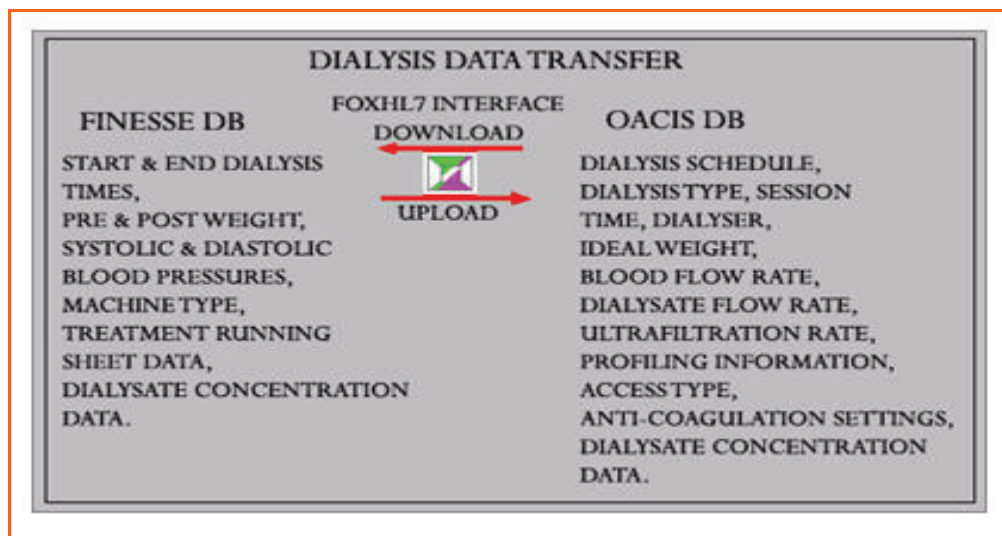 DIALYSIS DATA TRANSFER
FINESSE DB
START & END DIALYSIS
TIMES,
PRE & POST WEIGHT,
SYSTOLIC & DIASTOLIC
BLOOD PRESSURES,
MACHINE TYPE,
TREATMENT RUNNING
SHEET DATA,
DIALYSATE CONCENTRATION
DATA.
FOXHL7 INTERFACE
DOWNLOAD
UPLOAD
OACIS DB
DIALYSIS SCHEDULE,
DIALYSIS TYPE, SESSION
TIME, DIALYSER,
IDEAL WEIGHT,
BLOOD FLOW RATE,
DIALYSATE FLOW RATE,
ULTRAFILTRATION RATE,
PROFILING INFORMATION,
ACCESS TYPE,
ANTI-COAGULATION SETTINGS,
DIALYSATE CONCENTRATION
DATA.